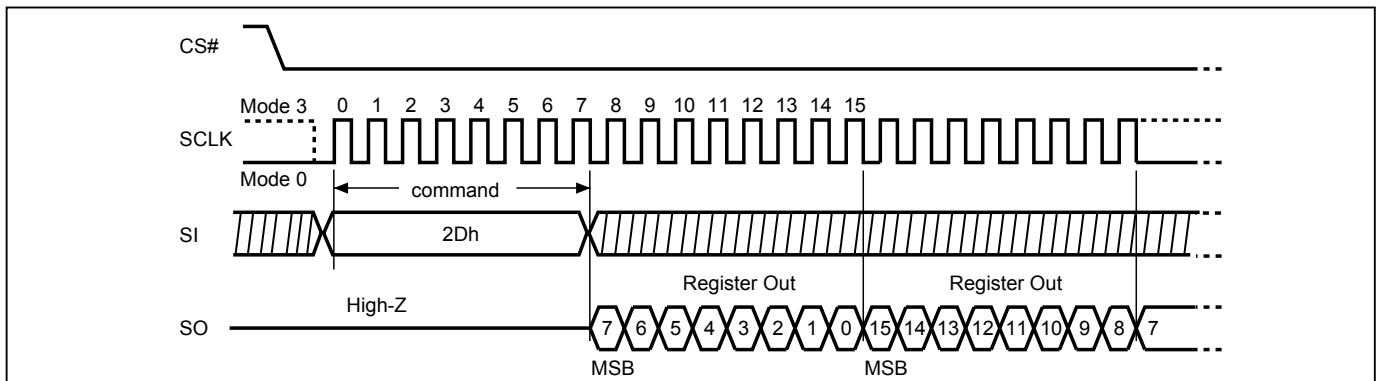 CS#
Mode 3 0 1 2 3 4 5 6 7 8 9 10 11 12 13 14 15
SCLK
Mode 0
command
SI 2Dh
Register Out Register Out
High-Z
SO 7 6 5 4 3 2 1 0 15 14 13 12 11 10 9 8 7
MSB MSB